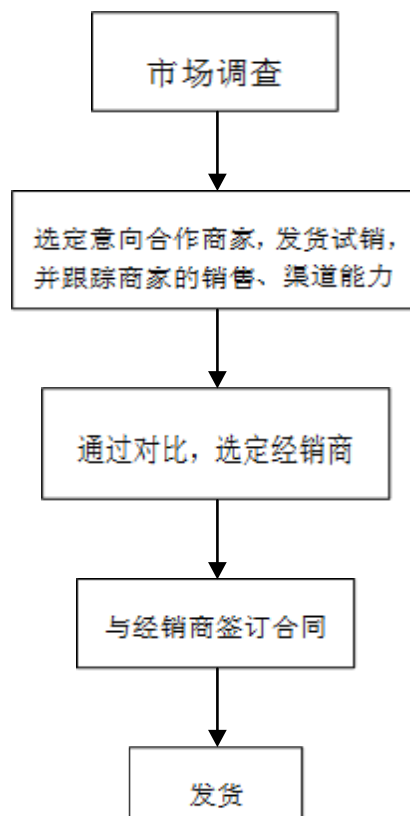 市场调查
选定意向合作商家，发货试销，
并跟踪商家的销售、渠道能力
通过对比，选定经销商
与经销商签订合同
发货